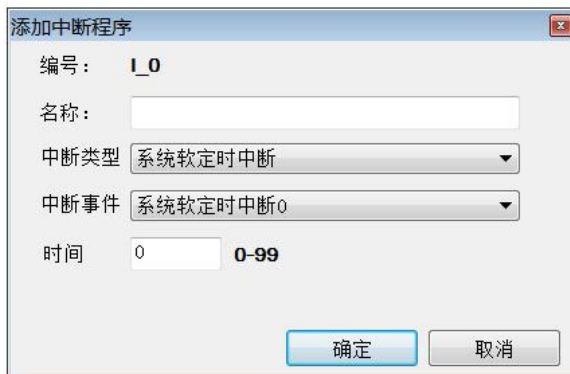 添加中断程序
编号： I_0
名称：
中断类型 系统软定时中断
中断事件 系统软定时中断0
时间 0 0-99
确定 取消